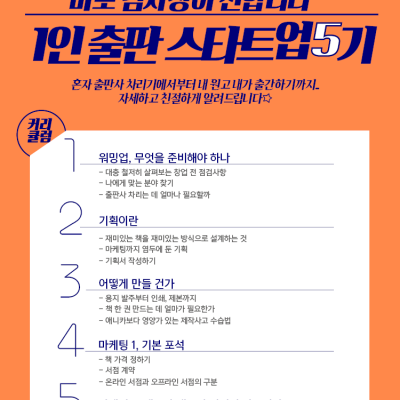 1인 출판 스타트업5기
혼자 출판사 차리기에서부터 내 원고 내가 출간하기까지..
자세하고 친절하게 알려드립니다☆
커리
큘럼
1 워밍업, 무엇을 준비해야 하나
- 대충 철저히 살펴보는 창업 전 점검사항
- 나에게 맞는 분야 찾기
- 출판사 차리는 데 얼마나 필요할까
2 기획이란
- 재미있는 책을 재미있는 방식으로 설계하는 것
- 마케팅까지 염두에 둔 기획
- 기획서 작성하기
3 어떻게 만들 건가
- 용지 발주부터 인쇄, 제본까지
- 책 한 권 만드는 데 얼마가 필요한가
- 매니카보다 영양가 있는 제작사고 수습법
4 마케팅 1, 기본 포석
- 책 가격 정하기
- 서점 계약
- 온라인 서점과 오프라인 서점의 구분